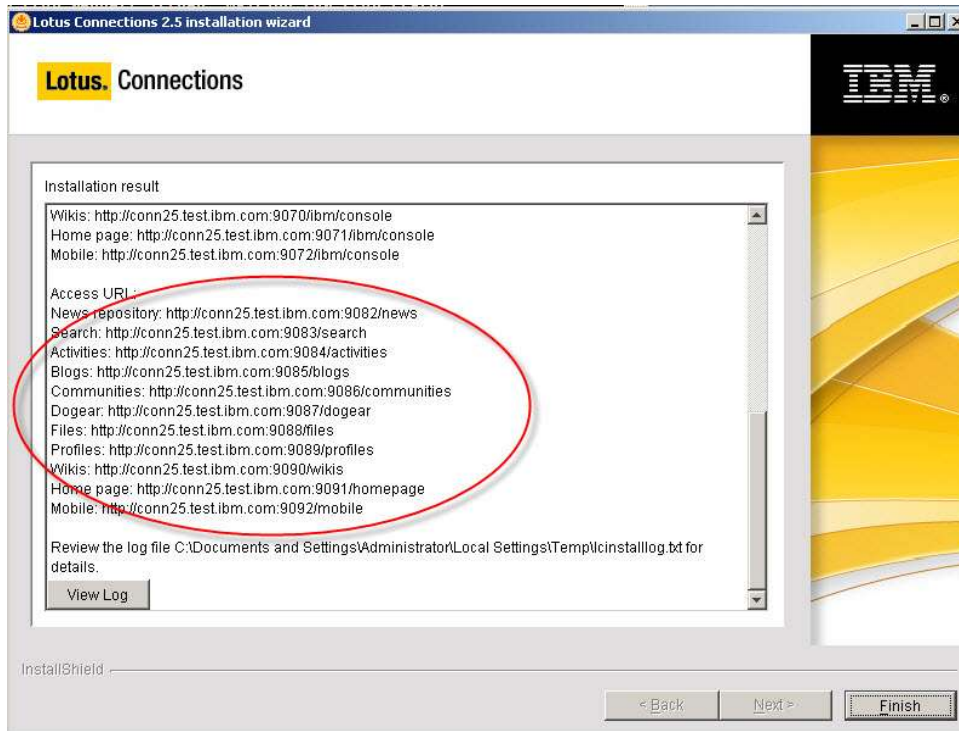 Lotus Connections 2.5 installation wizard
Lotus. Connections
IBM®
Installation result
Wikis: http://conn25.test.ibm.com:9070/ibm/console
Home page: http://conn25.test.ibm.com:9071/ibm/console
Mobile: http://conn25.test.ibm.com:9072/ibm/console
Access URL:
News repository: http://conn25.test.ibm.com:9082/news
Search: http://conn25.test.ibm.com:9083/search
Activities: http://conn25.test.ibm.com:9084/activities
Blogs: http://conn25.test.ibm.com:9085/blogs
Communities: http://conn25.test.ibm.com:9086/communities
Dogear: http://conn25.test.ibm.com:9087/dogear
Files: http://conn25.test.ibm.com:9088/files
Profiles: http://conn25.test.ibm.com:9089/profiles
Wikis: http://conn25.test.ibm.com:9090/wikis
Home page: http://conn25.test.ibm.com:9091/homepage
Mobile: http://conn25.test.ibm.com:9092/mobile
Review the log file C:\Documents and Settings\Administrator\Local Settings\Temp\lcinstalllog.txt for
details.
View Log
InstallShield
< Back Next > Finish